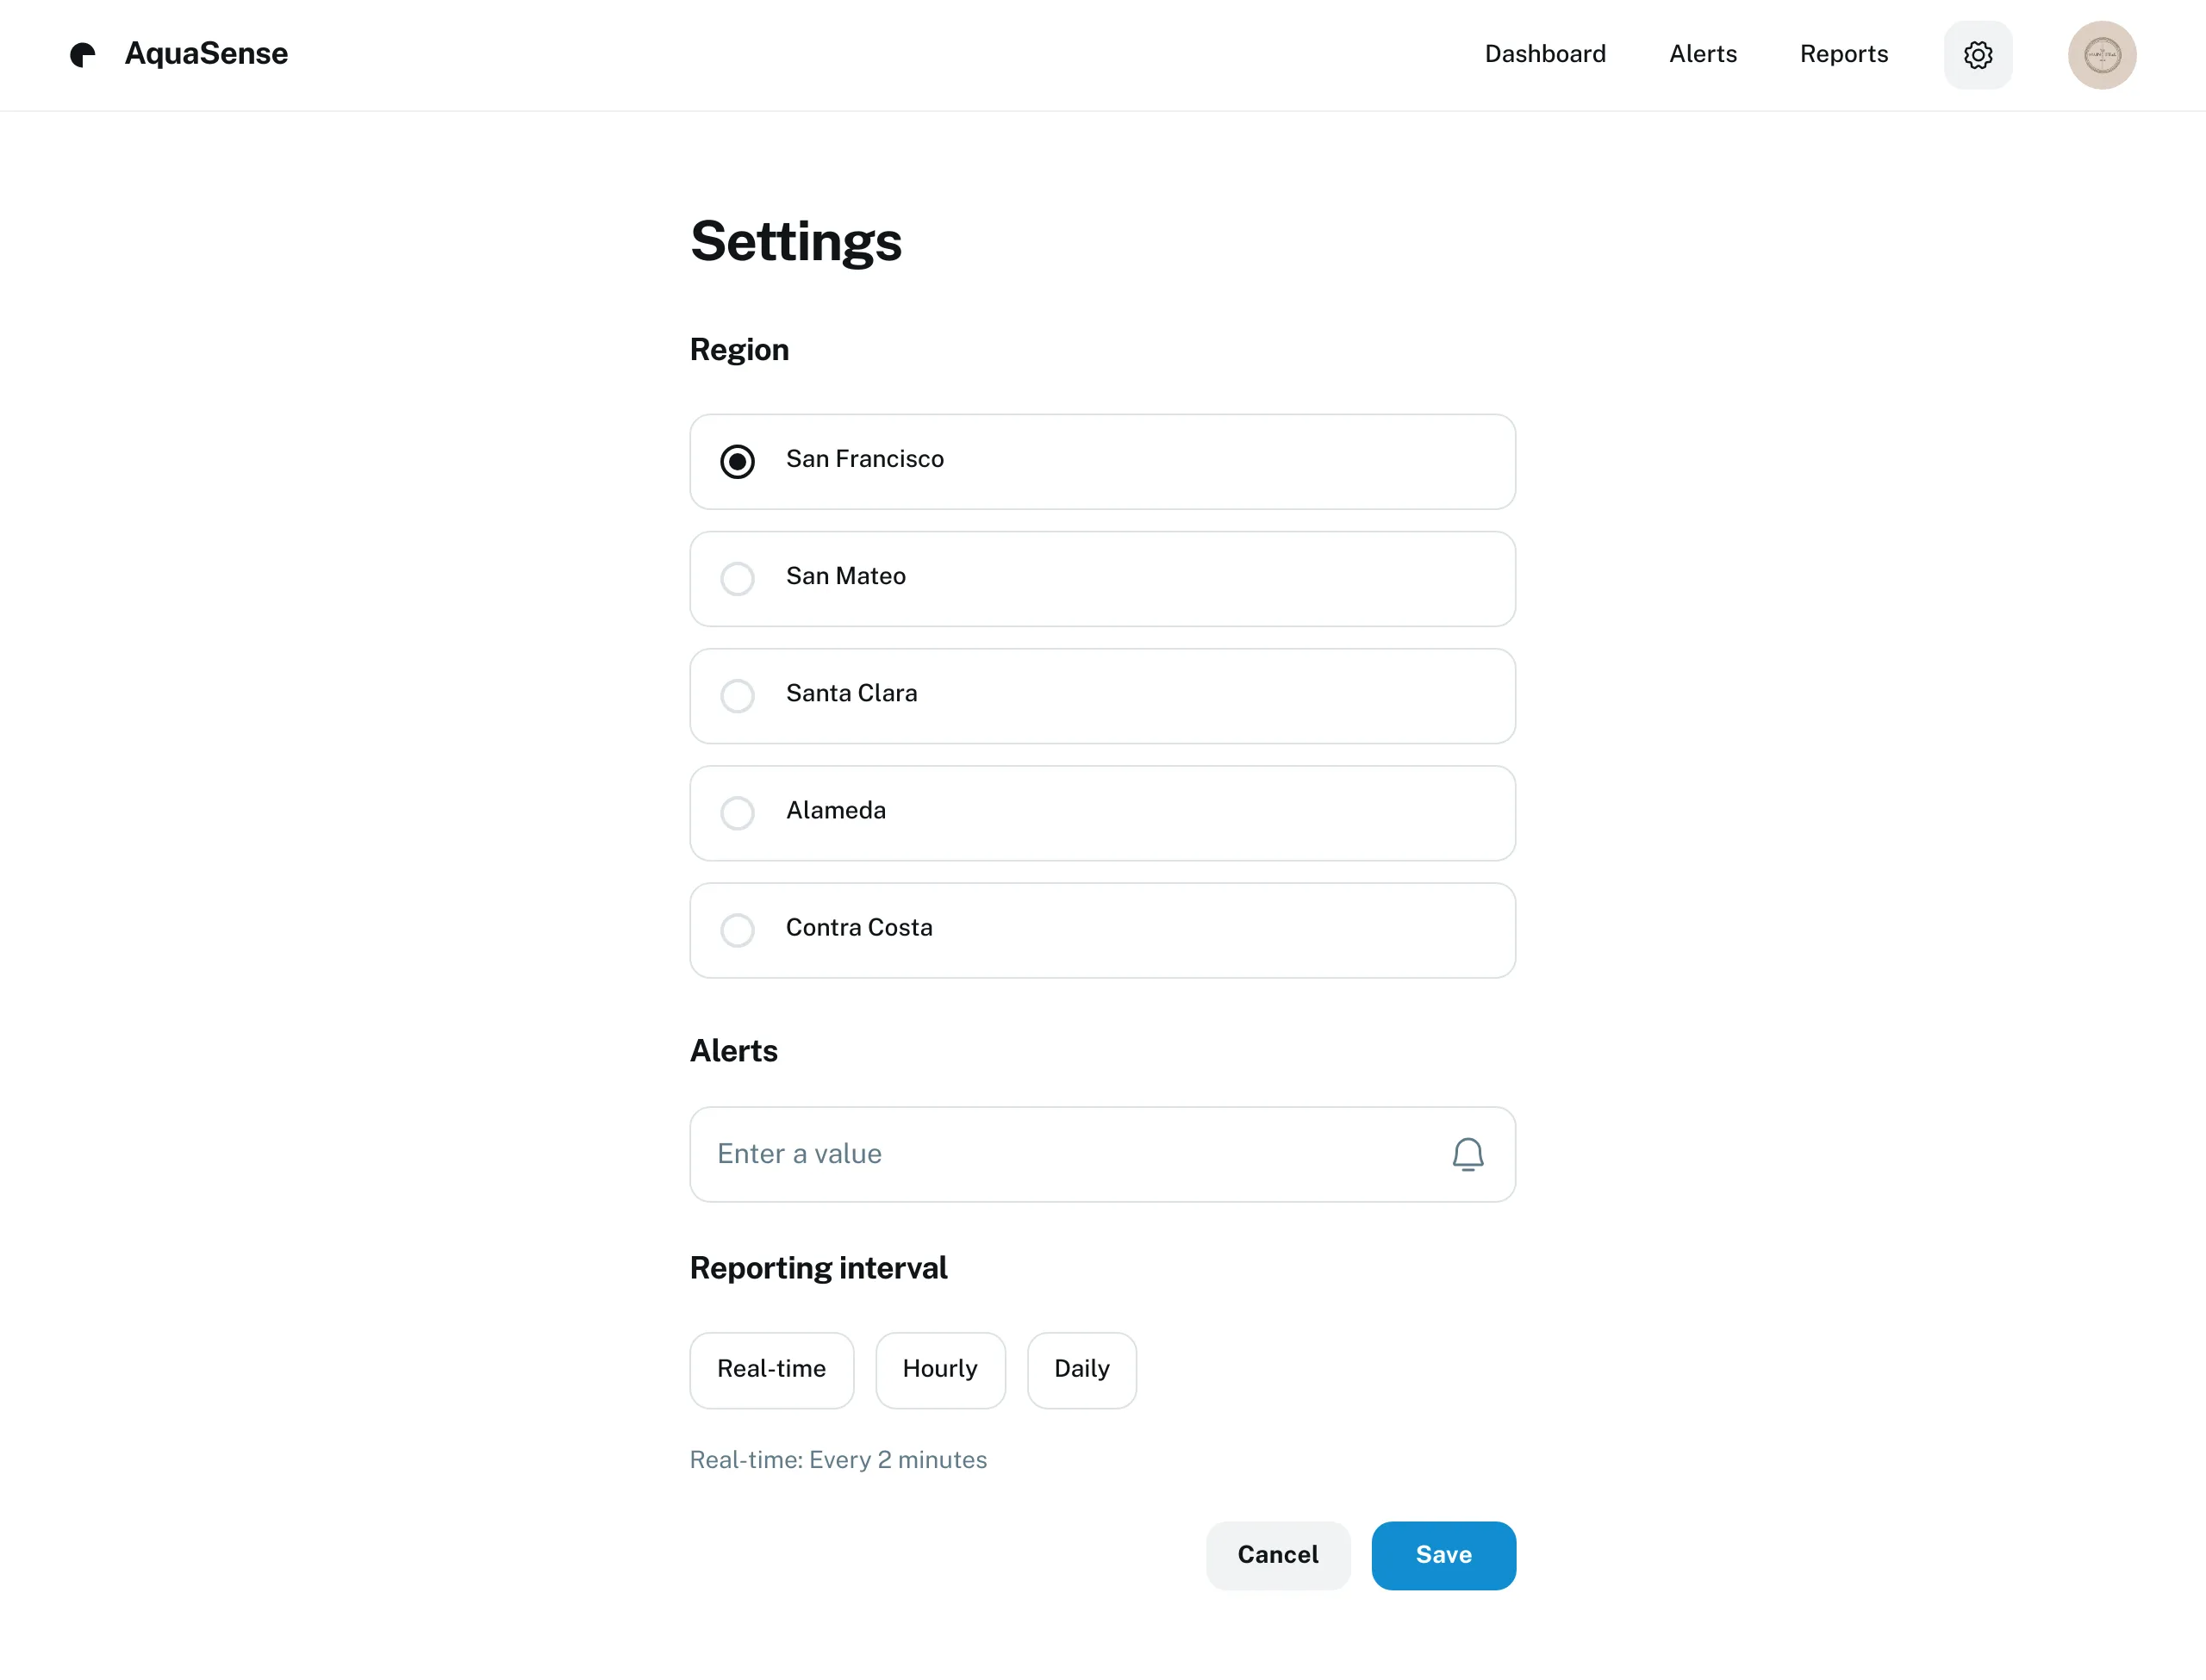 AquaSense
Dashboard
Alerts
Reports
Settings
Region
San Francisco
San Mateo
Santa Clara
Alameda
Contra Costa
Alerts
Enter a value
Reporting interval
Real-time
Hourly
Daily
Real-time: Every 2 minutes
Cancel
Save